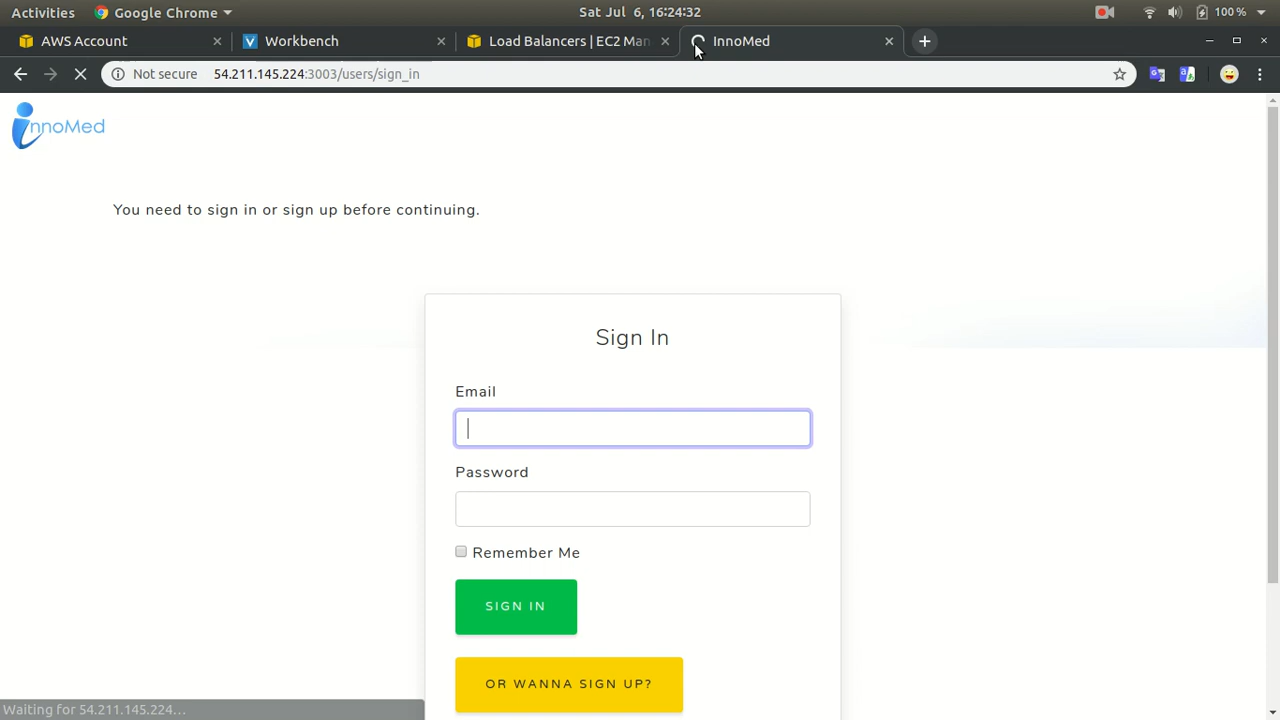 Activities Google Chrome Sat Jul 6, 16:24:32 100 %
AWS Account Workbench Load Balancers | EC2 Man InnoMed
Not secure 54.211.145.224:3003/users/sign_in
InnoMed
You need to sign in or sign up before continuing.
Sign In
Email
Password
Remember Me
SIGN IN
OR WANNA SIGN UP?
Waiting for 54.211.145.224...